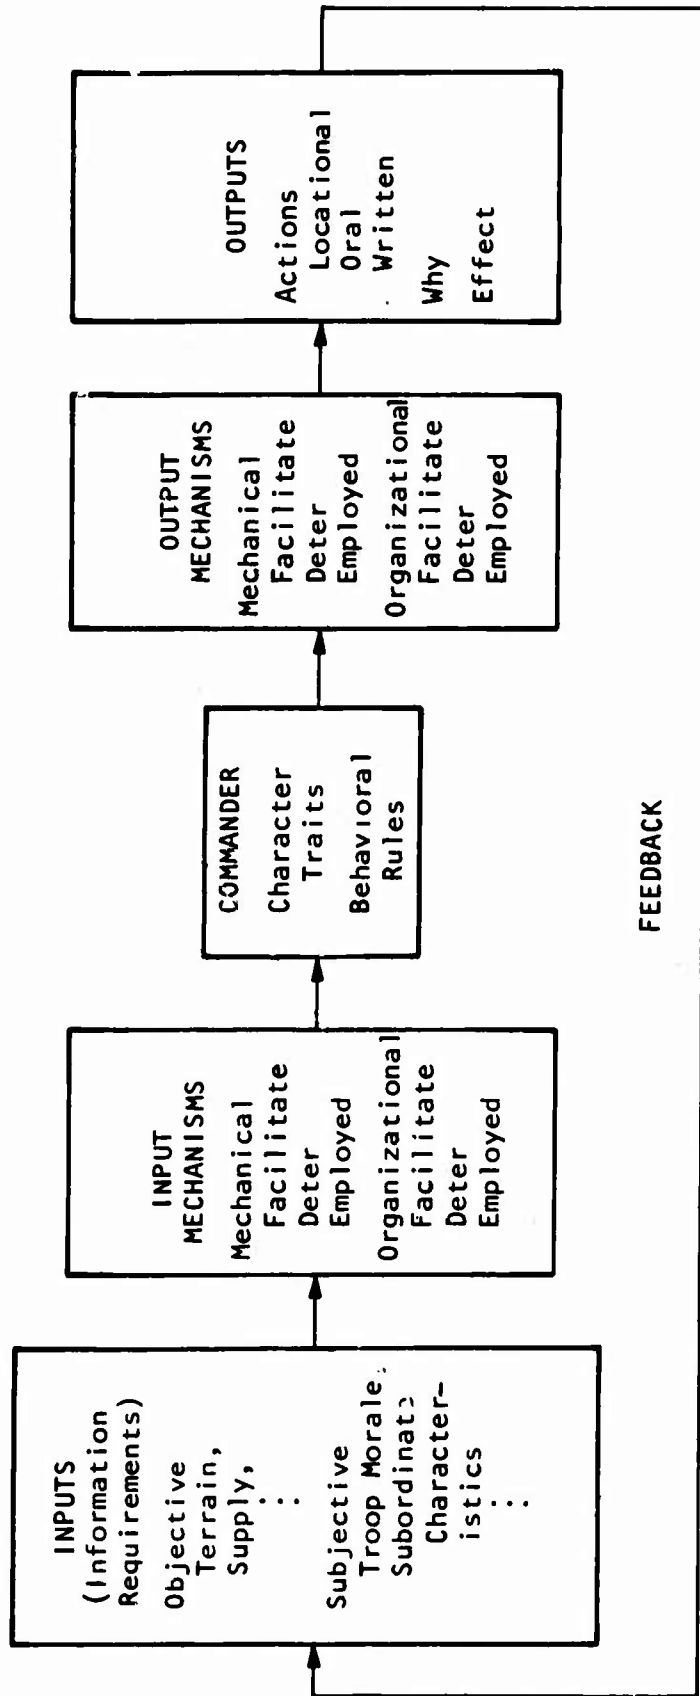 INPUTS
(Information
Requirements)
Objective
Terrain,
Supply,
:
Subjective
Troop Morale,
Subordinate
Character-
istics
:
INPUT
MECHANISMS
Mechanical
Facilitate
Deter
Employed
Organizational
Facilitate
Deter
Employed
COMMANDER
Character
Traits
Behavioral
Rules
OUTPUT
MECHANISMS
Mechanical
Facilitate
Deter
Employed
Organizational
Facilitate
Deter
Employed
OUTPUTS
Actions
Locational
Oral
Written
Why
Effect
FEEDBACK